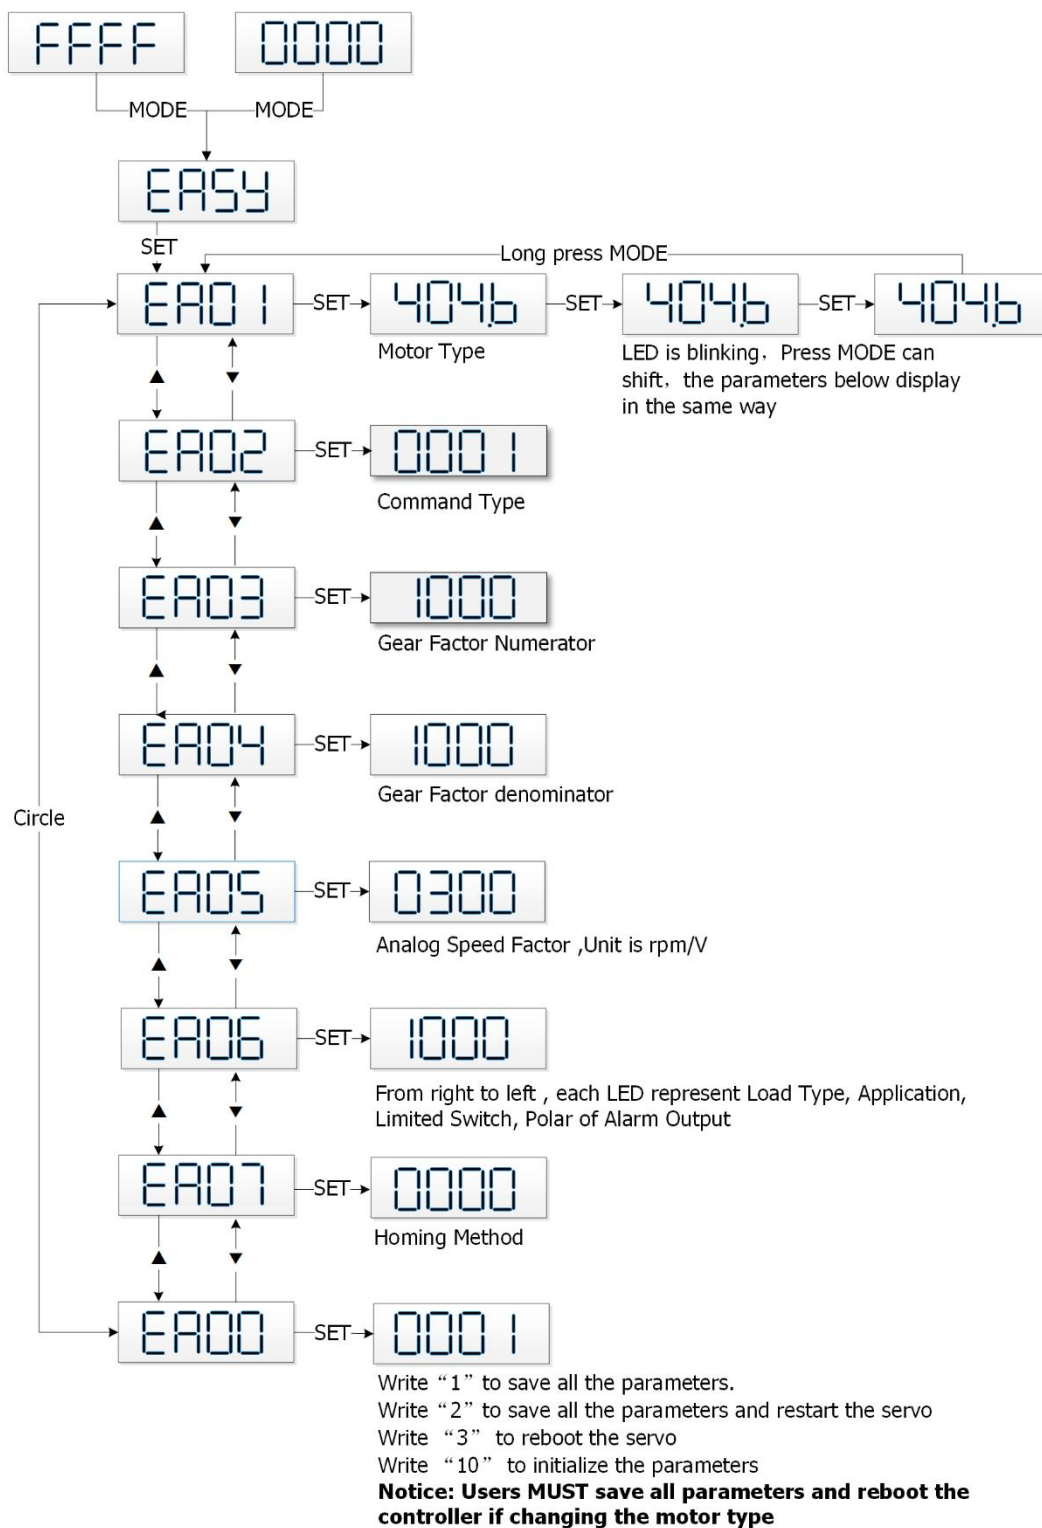 FFFF 0000
MODE MODE
EASY
SET
Long press MODE
EA01 SET 404.b SET 404.b SET 404.b
Motor Type
LED is blinking，Press MODE can
shift，the parameters below display
in the same way
▲ ▼
EA02 SET 0001
Command Type
▲ ▼
EA03 SET 1000
Gear Factor Numerator
▲ ▼
EA04 SET 1000
Gear Factor denominator
Circle
▲ ▼
EA05 SET 0300
Analog Speed Factor ,Unit is rpm/V
▲ ▼
EA06 SET 1000
From right to left , each LED represent Load Type, Application,
Limited Switch, Polar of Alarm Output
▲ ▼
EA07 SET 0000
Homing Method
▲ ▼
EA00 SET 0001
Write “1” to save all the parameters.
Write “2” to save all the parameters and restart the servo
Write “3” to reboot the servo
Write “10” to initialize the parameters
Notice: Users MUST save all parameters and reboot the
controller if changing the motor type